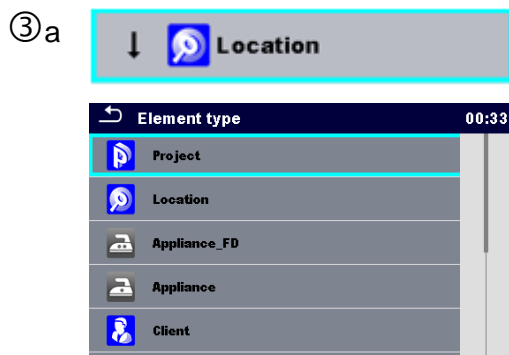 ③a
↓ Location
Element type 00:33
Project
Location
Appliance_FD
Appliance
Client